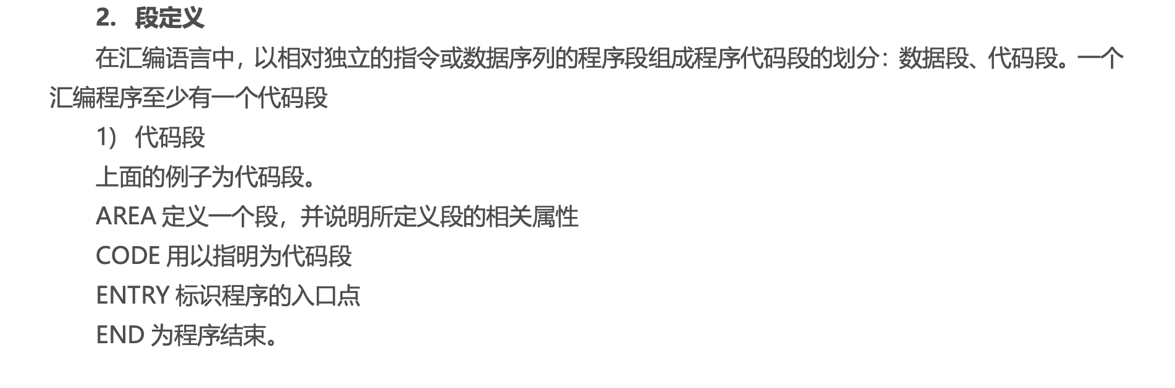 2. 段定义
在汇编语言中，以相对独立的指令或数据序列的程序段组成程序代码段的划分：数据段、代码段。一个
汇编程序至少有一个代码段
1) 代码段
上面的例子为代码段。
AREA 定义一个段，并说明所定义段的相关属性
CODE 用以指明为代码段
ENTRY 标识程序的入口点
END 为程序结束。